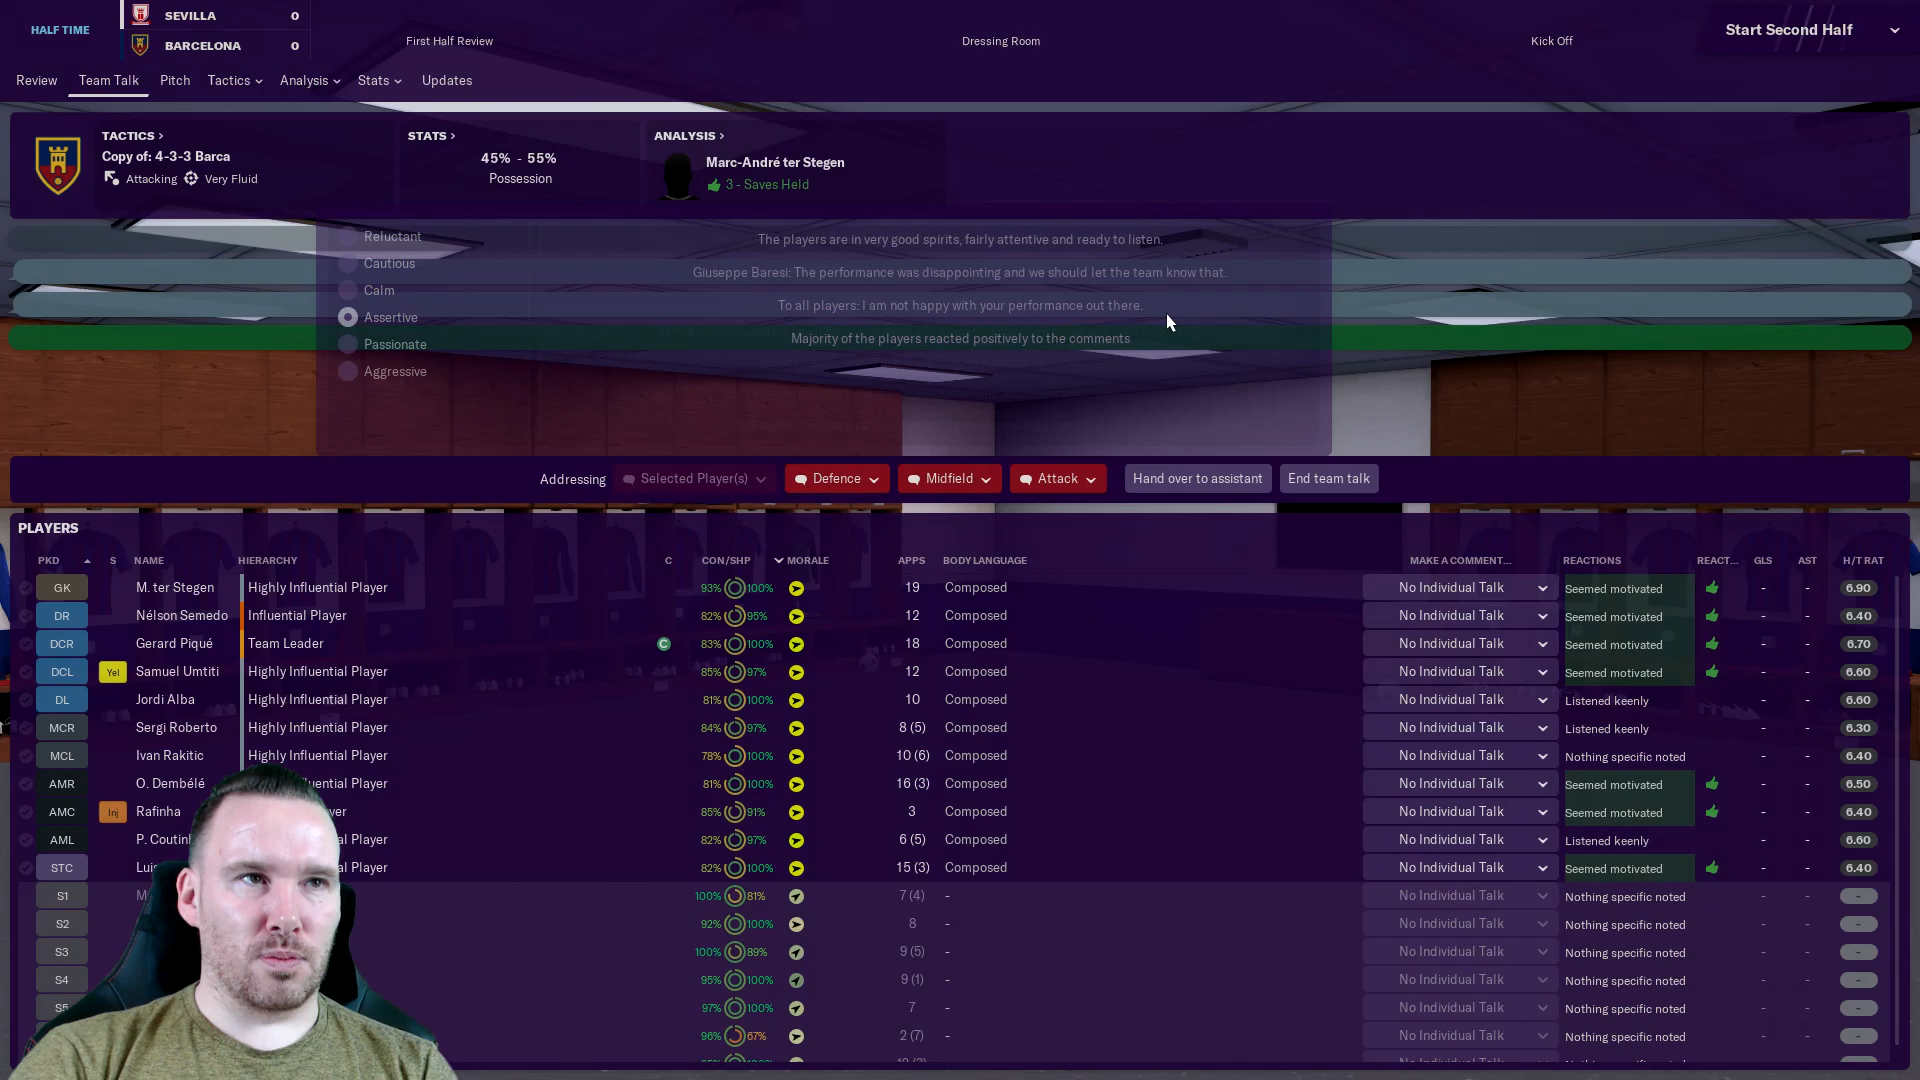 HALF TIME
SEVILLA 0
BARCELONA 0
First Half Review
Dressing Room
Kick Off
Start Second Half
Review Team Talk Pitch Tactics Analysis Stats Updates
TACTICS >
Copy of: 4-3-3 Barca
Attacking Very Fluid
STATS >
45% - 55%
Possession
ANALYSIS >
Marc-André ter Stegen
3 - Saves Held
Reluctant
Cautious
Calm
Assertive
Passionate
Aggressive
The players are in very good spirits, fairly attentive and ready to listen.
Giuseppe Baresi: The performance was disappointing and we should let the team know that.
To all players: I am not happy with your performance out there.
Majority of the players reacted positively to the comments
Addressing Selected Player(s) Defence Midfield Attack Hand over to assistant End team talk
PLAYERS
PKD S NAME HIERARCHY C CON/SHP MORALE APPS BODY LANGUAGE MAKE A COMMENT... REACTIONS REACT... GLS AST H/T RAT
GK M. ter Stegen Highly Influential Player 93% 100% 19 Composed No Individual Talk Seemed motivated - - 6.90
DR Nélson Semedo Influential Player 82% 95% 12 Composed No Individual Talk Seemed motivated - - 6.40
DCR Gerard Piqué Team Leader C 83% 100% 18 Composed No Individual Talk Seemed motivated - - 6.70
DCL Yel Samuel Umtiti Highly Influential Player 85% 97% 12 Composed No Individual Talk Seemed motivated - - 6.60
DL Jordi Alba Highly Influential Player 81% 100% 10 Composed No Individual Talk Listened keenly - - 6.60
MCR Sergi Roberto Highly Influential Player 84% 97% 8 (5) Composed No Individual Talk Listened keenly - - 6.30
MCL Ivan Rakitic Highly Influential Player 78% 100% 10 (6) Composed No Individual Talk Nothing specific noted - - 6.40
AMR O. Dembélé uential Player 81% 100% 16 (3) Composed No Individual Talk Seemed motivated - - 6.50
AMC Inj Rafinha yer 85% 91% 3 Composed No Individual Talk Seemed motivated - - 6.40
AML P. Coutin al Player 82% 97% 6 (5) Composed No Individual Talk Listened keenly - - 6.60
STC Luis al Player 82% 100% 15 (3) Composed No Individual Talk Seemed motivated - - 6.40
S1 M 100% 81% 7 (4) - No Individual Talk Nothing specific noted - - -
S2 92% 100% 8 - No Individual Talk Nothing specific noted - - -
S3 100% 89% 9 (5) - No Individual Talk Nothing specific noted - - -
S4 95% 100% 9 (1) - No Individual Talk Nothing specific noted - - -
S5 97% 100% 7 - No Individual Talk Nothing specific noted - - -
96% 67% 2 (7) - No Individual Talk Nothing specific noted - - -